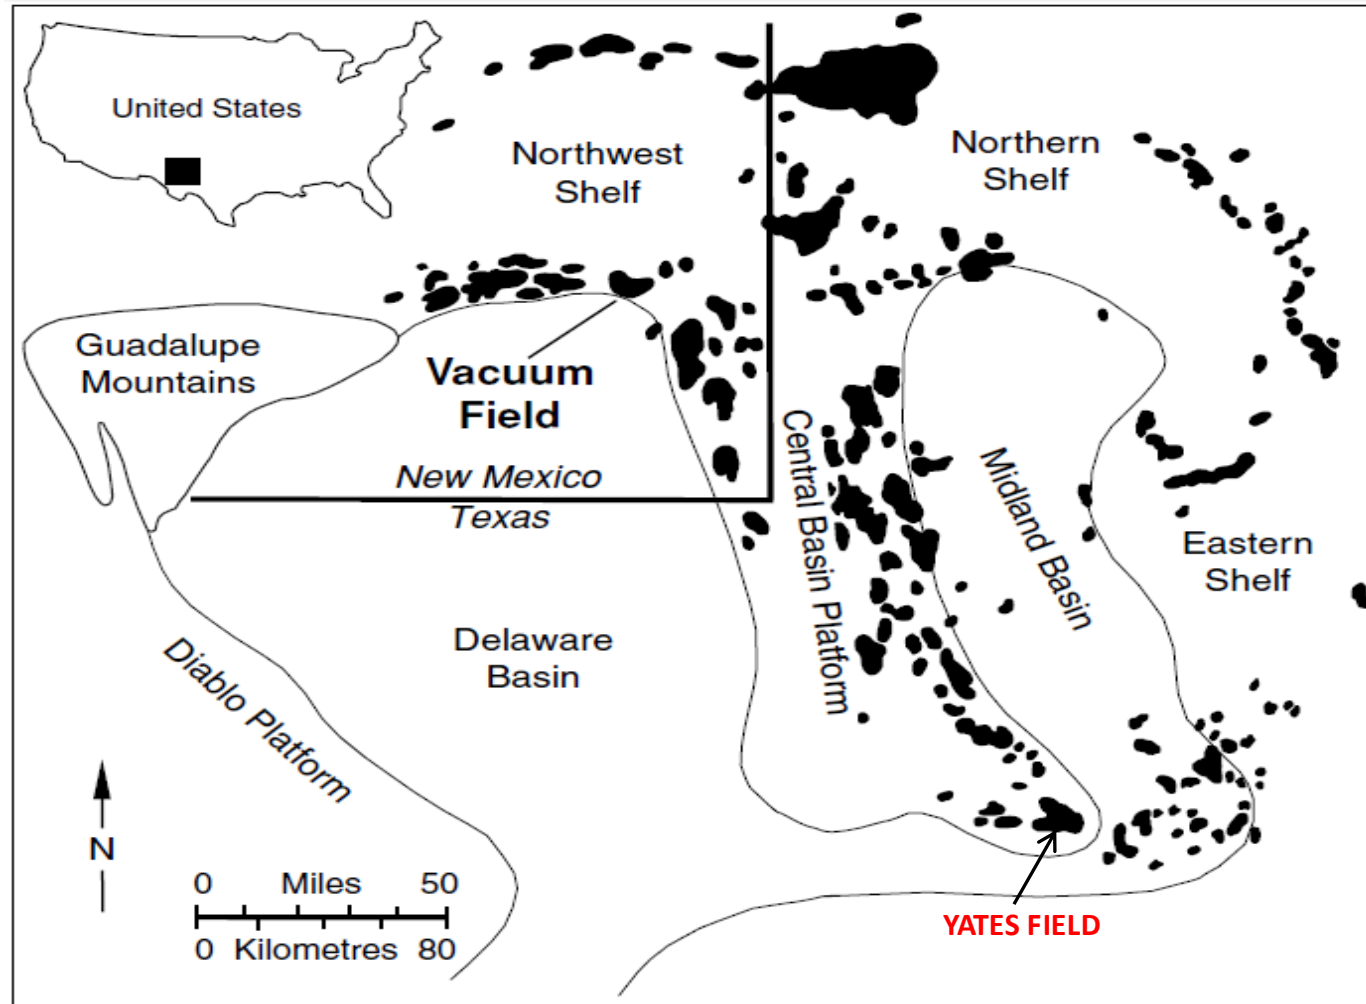 United States
Northwest
Shelf
Northern
Shelf
Guadalupe
Mountains
Vacuum
Field
New Mexico
Texas
Central Basin Platform
Midland Basin
Eastern
Shelf
Delaware
Basin
Diablo Platform
N
0 Miles 50
0 Kilometres 80
YATES FIELD